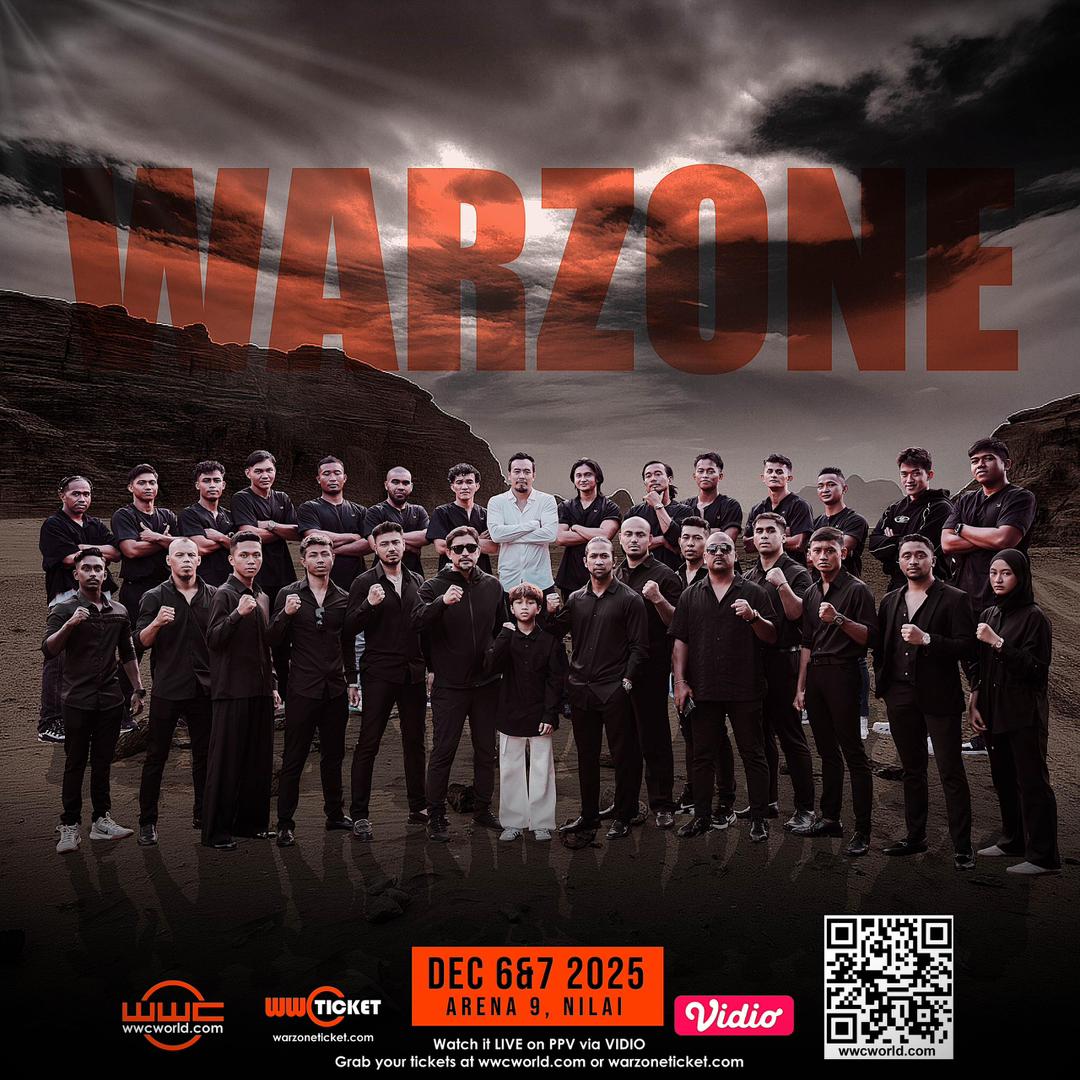 WARZONE
WWC
wwcworld.com
WWC TICKET
warzoneticket.com
DEC 6&7 2025
ARENA 9, NILAI
Vidio
Watch it LIVE on PPV via VIDIO
Grab your tickets at wwcworld.com or warzoneticket.com
wwcworld.com